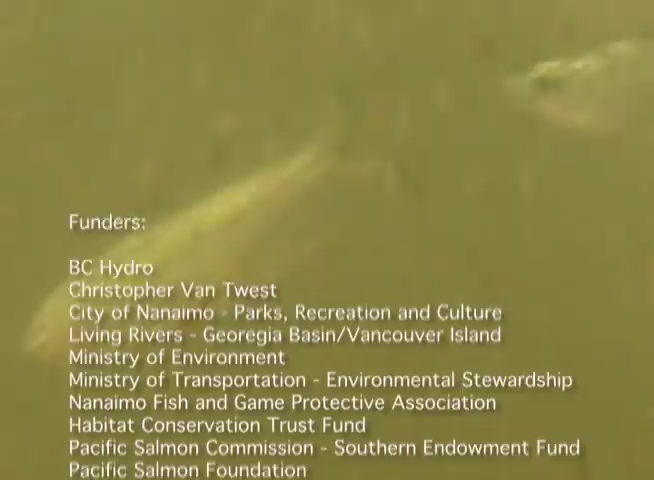 Funders:
BC Hydro
Christopher Van Twest
City of Nanaimo - Parks, Recreation and Culture
Living Rivers - Georegia Basin/Vancouver Island
Ministry of Environment
Ministry of Transportation - Environmental Stewardship
Nanaimo Fish and Game Protective Association
Habitat Conservation Trust Fund
Pacific Salmon Commission - Southern Endowment Fund
Pacific Salmon Foundation